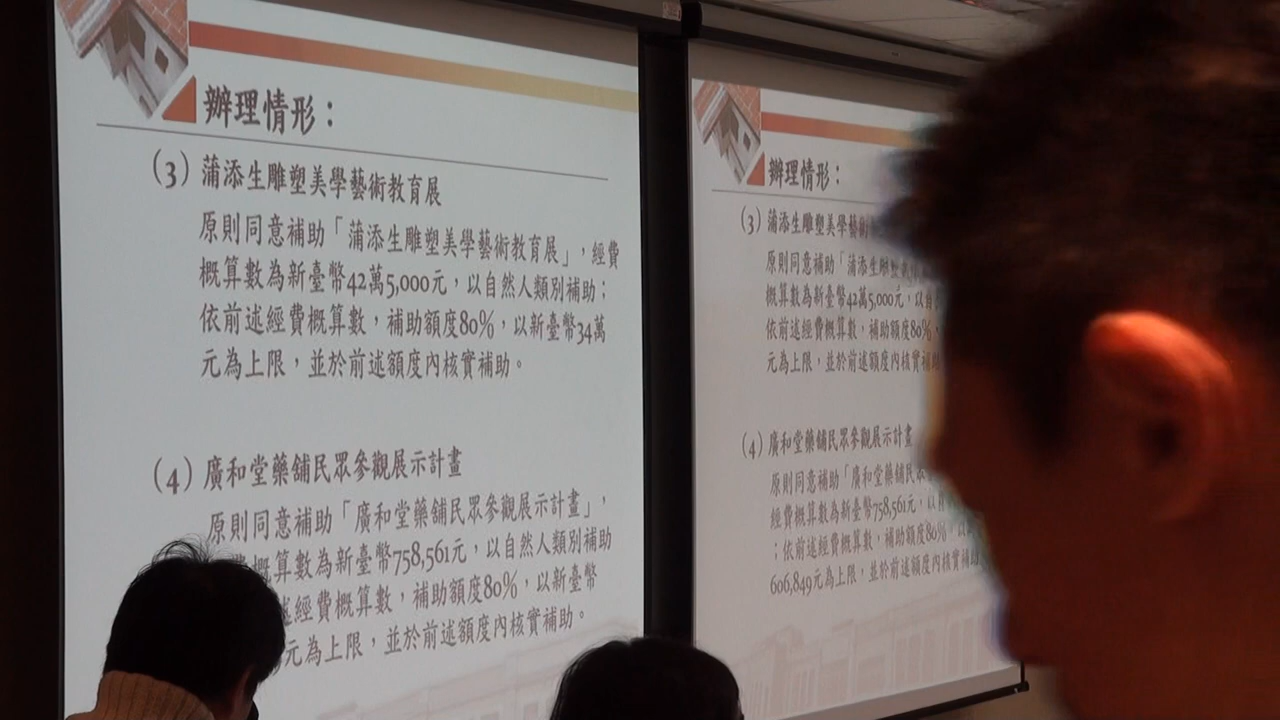 辦理情形：
（3）蒲添生雕塑美學藝術教育展
原則同意補助「蒲添生雕塑美學藝術教育展」，經費
概算數為新臺幣42萬5,000元，以自然人類別補助；
依前述經費概算數，補助額度80%，以新臺幣34萬
元為上限，並於前述額度內核實補助。
（4）廣和堂藥舖民眾參觀展示計畫
原則同意補助「廣和堂藥舖民眾參觀展示計畫」，
費概算數為新臺幣758,561元，以自然人類別補助
述經費概算數，補助額度80%，以新臺幣
元為上限，並於前述額度內核實補助。
辦理情形：
（3）蒲添生雕塑美學藝術
原則同意補助「蒲添生雕塑美學
概算數為新臺幣42萬5,000元，以自
依前述經費概算數，補助額度80%，
元為上限，並於前述額度內核實補助
（4）廣和堂藥舖民眾參觀展示計畫
原則同意補助「廣和堂藥舖民眾參觀展
經費概算數為新臺幣758,561元，以自
；依前述經費概算數，補助額度80%，以
606,849元為上限，並於前述額度內核實補助